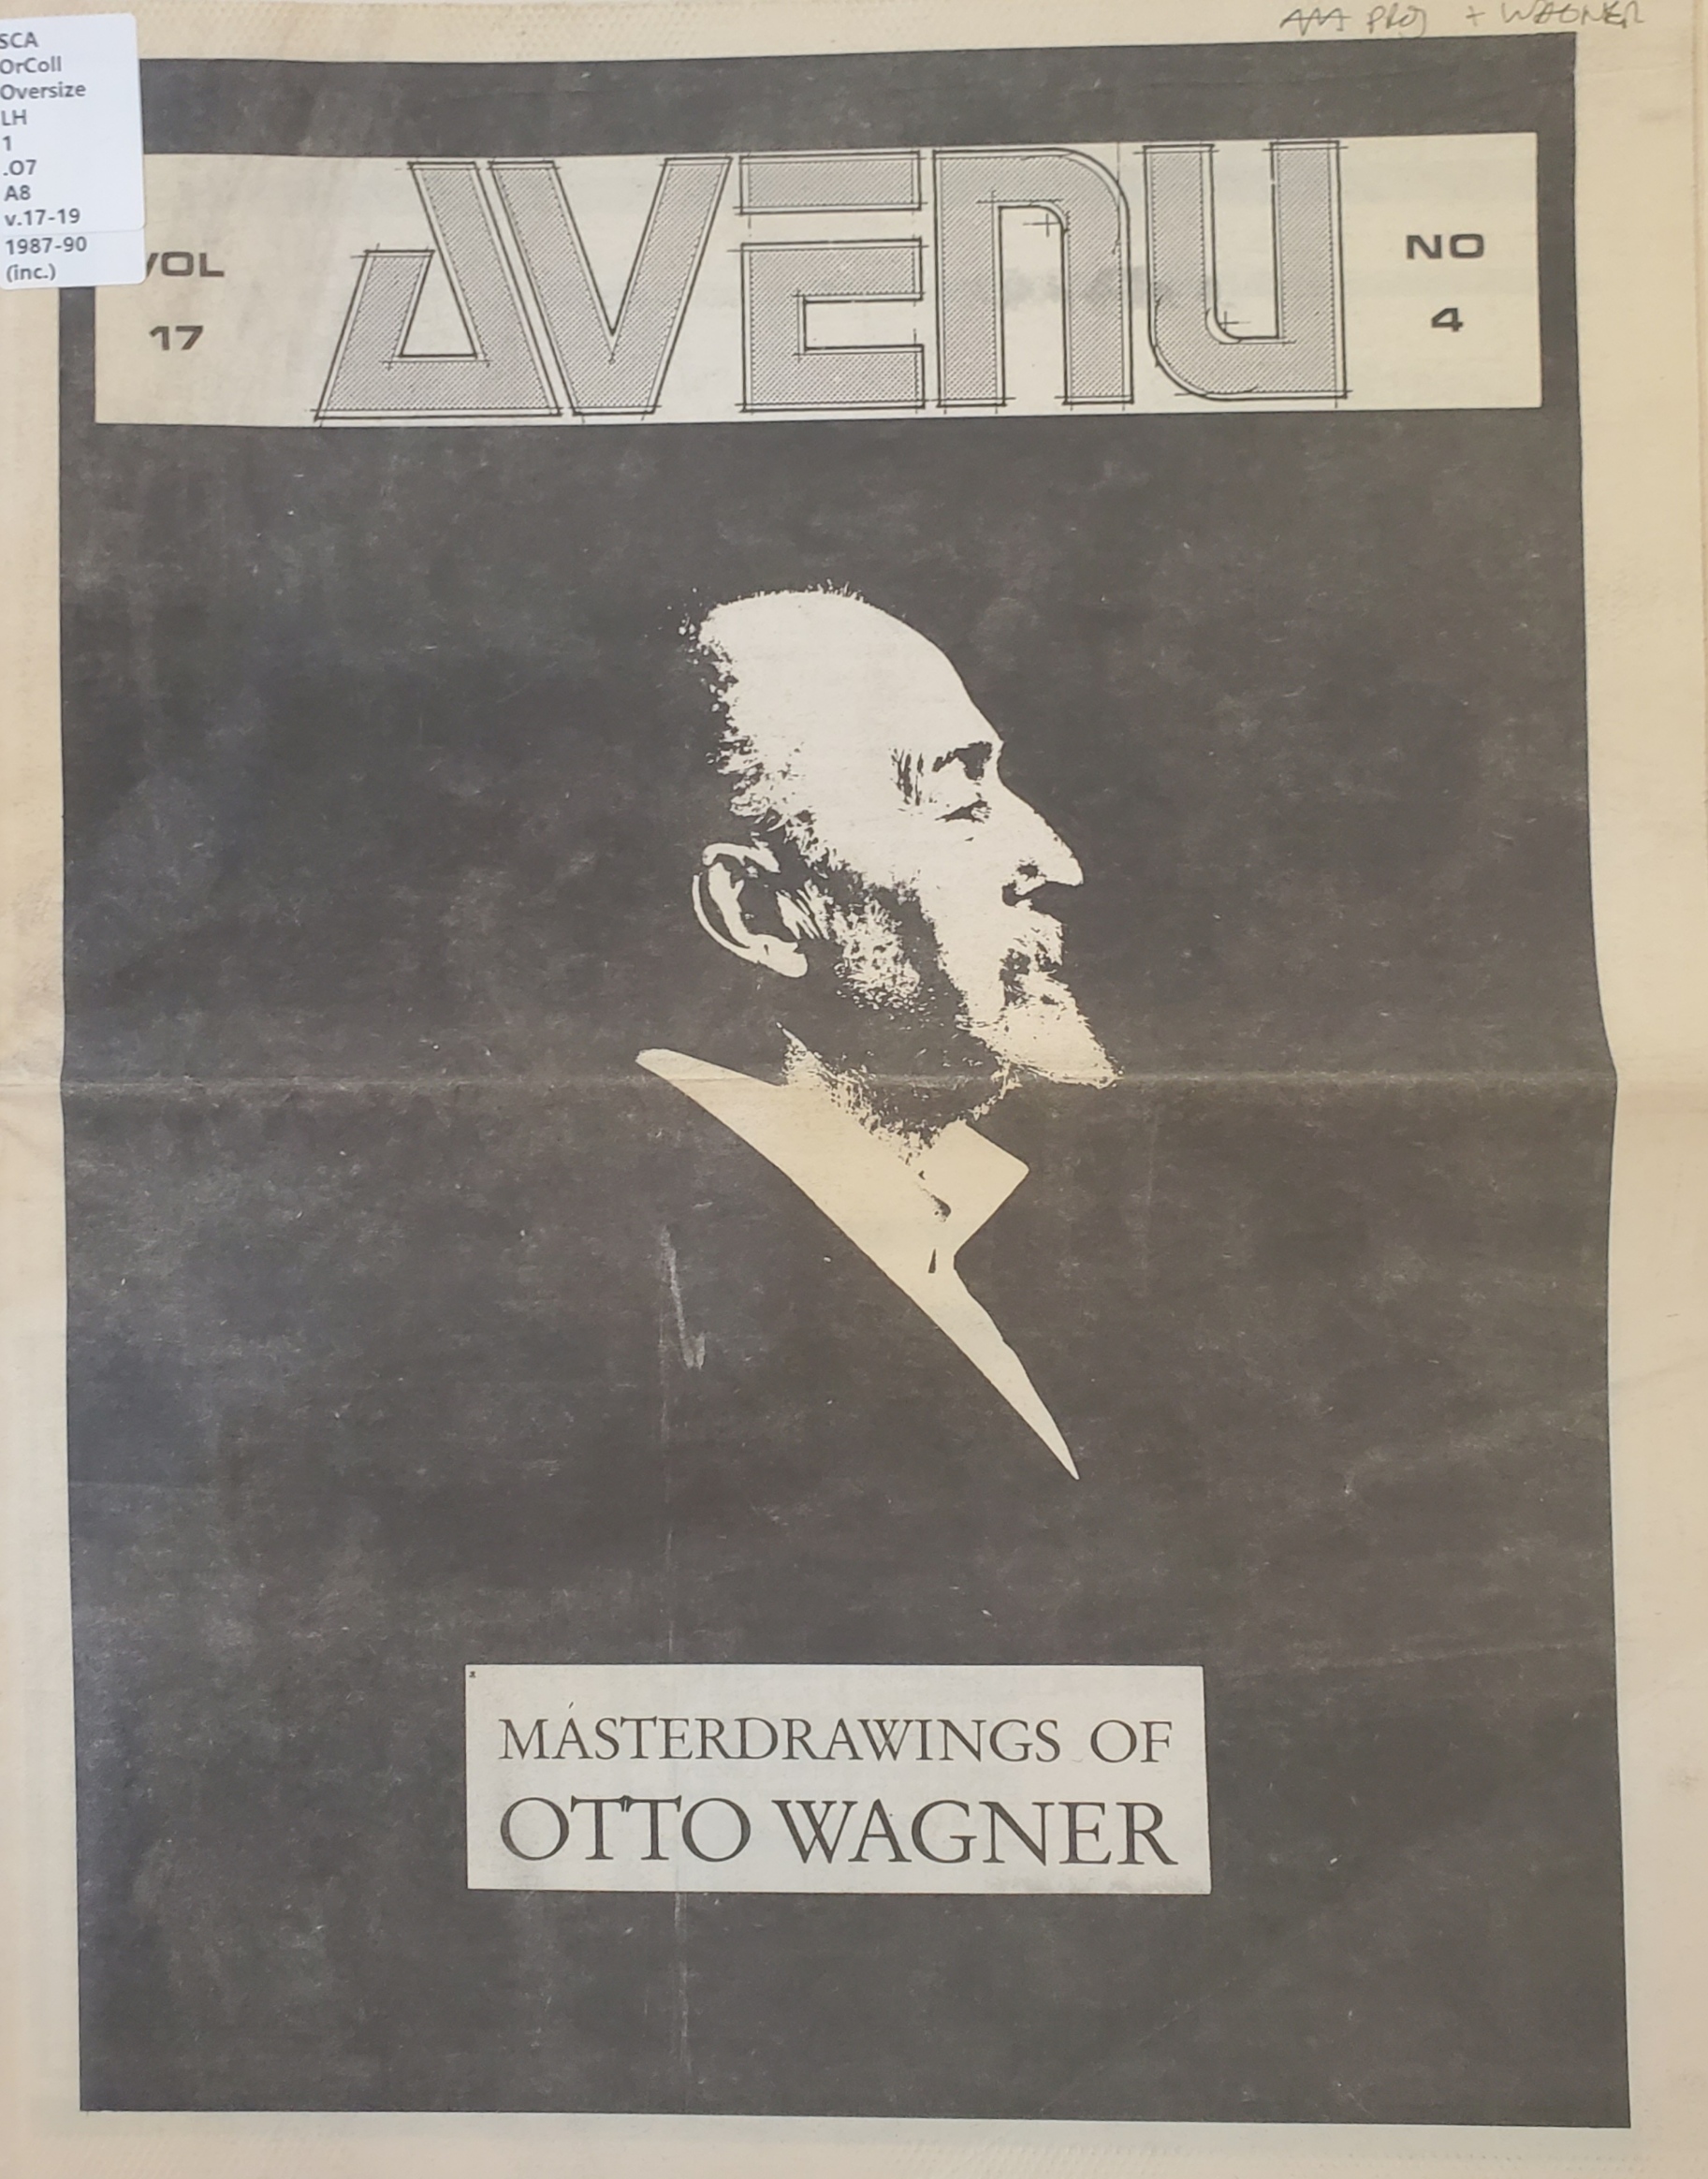 AAA PROJ + WAGNER
SCA
OrColl
Oversize
LH
1
.O7
A8
v.17-19
1987-90
(inc.)
VOL
17
AVENU
NO
4
MASTERDRAWINGS OF
OTTO WAGNER